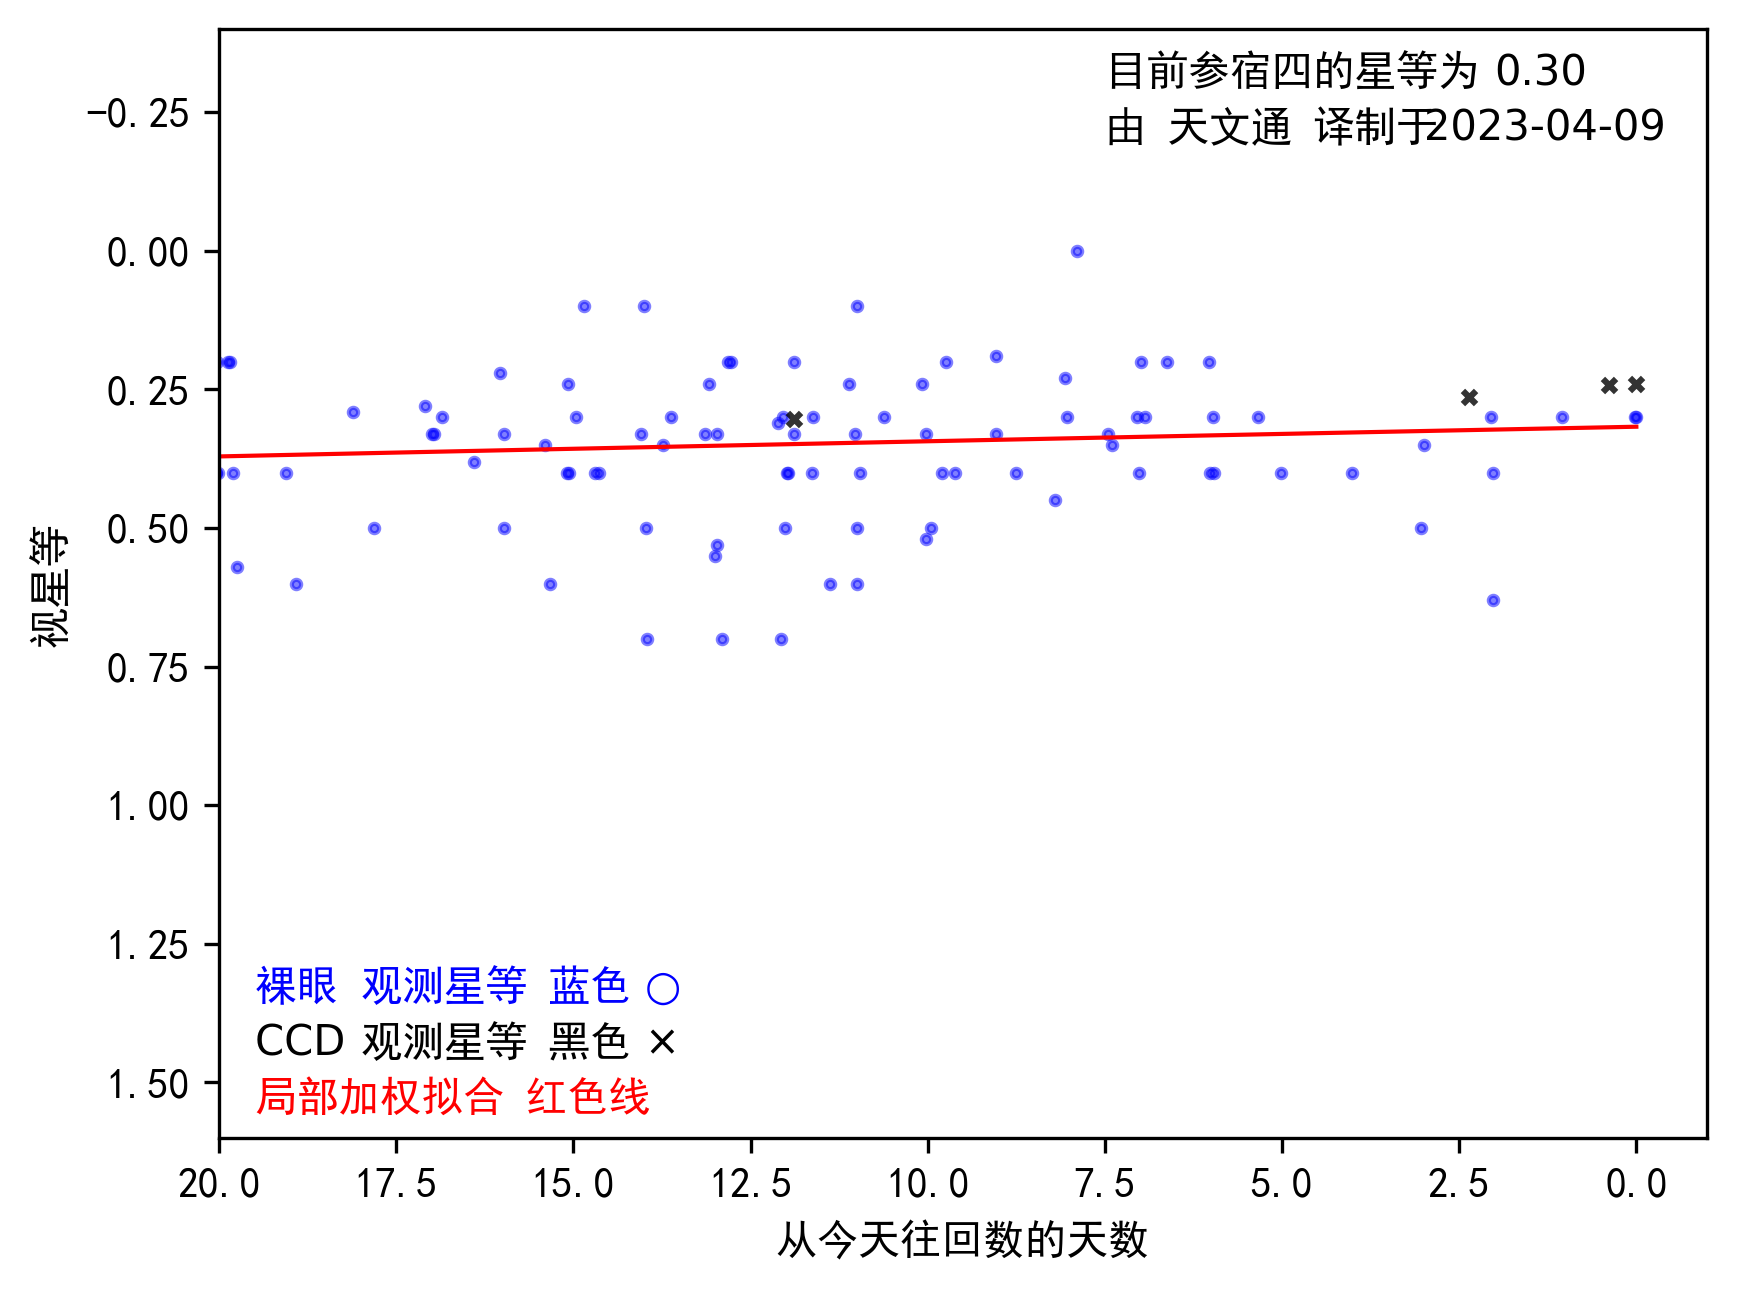 目前参宿四的星等为 0.30
由 天文通 译制于2023-04-09
−0.25
0.00
0.25
0.50
0.75
1.00
1.25
1.50
视星等
裸眼 观测星等 蓝色 ○
CCD 观测星等 黑色 ×
局部加权拟合 红色线
20.0 17.5 15.0 12.5 10.0 7.5 5.0 2.5 0.0
从今天往回数的天数